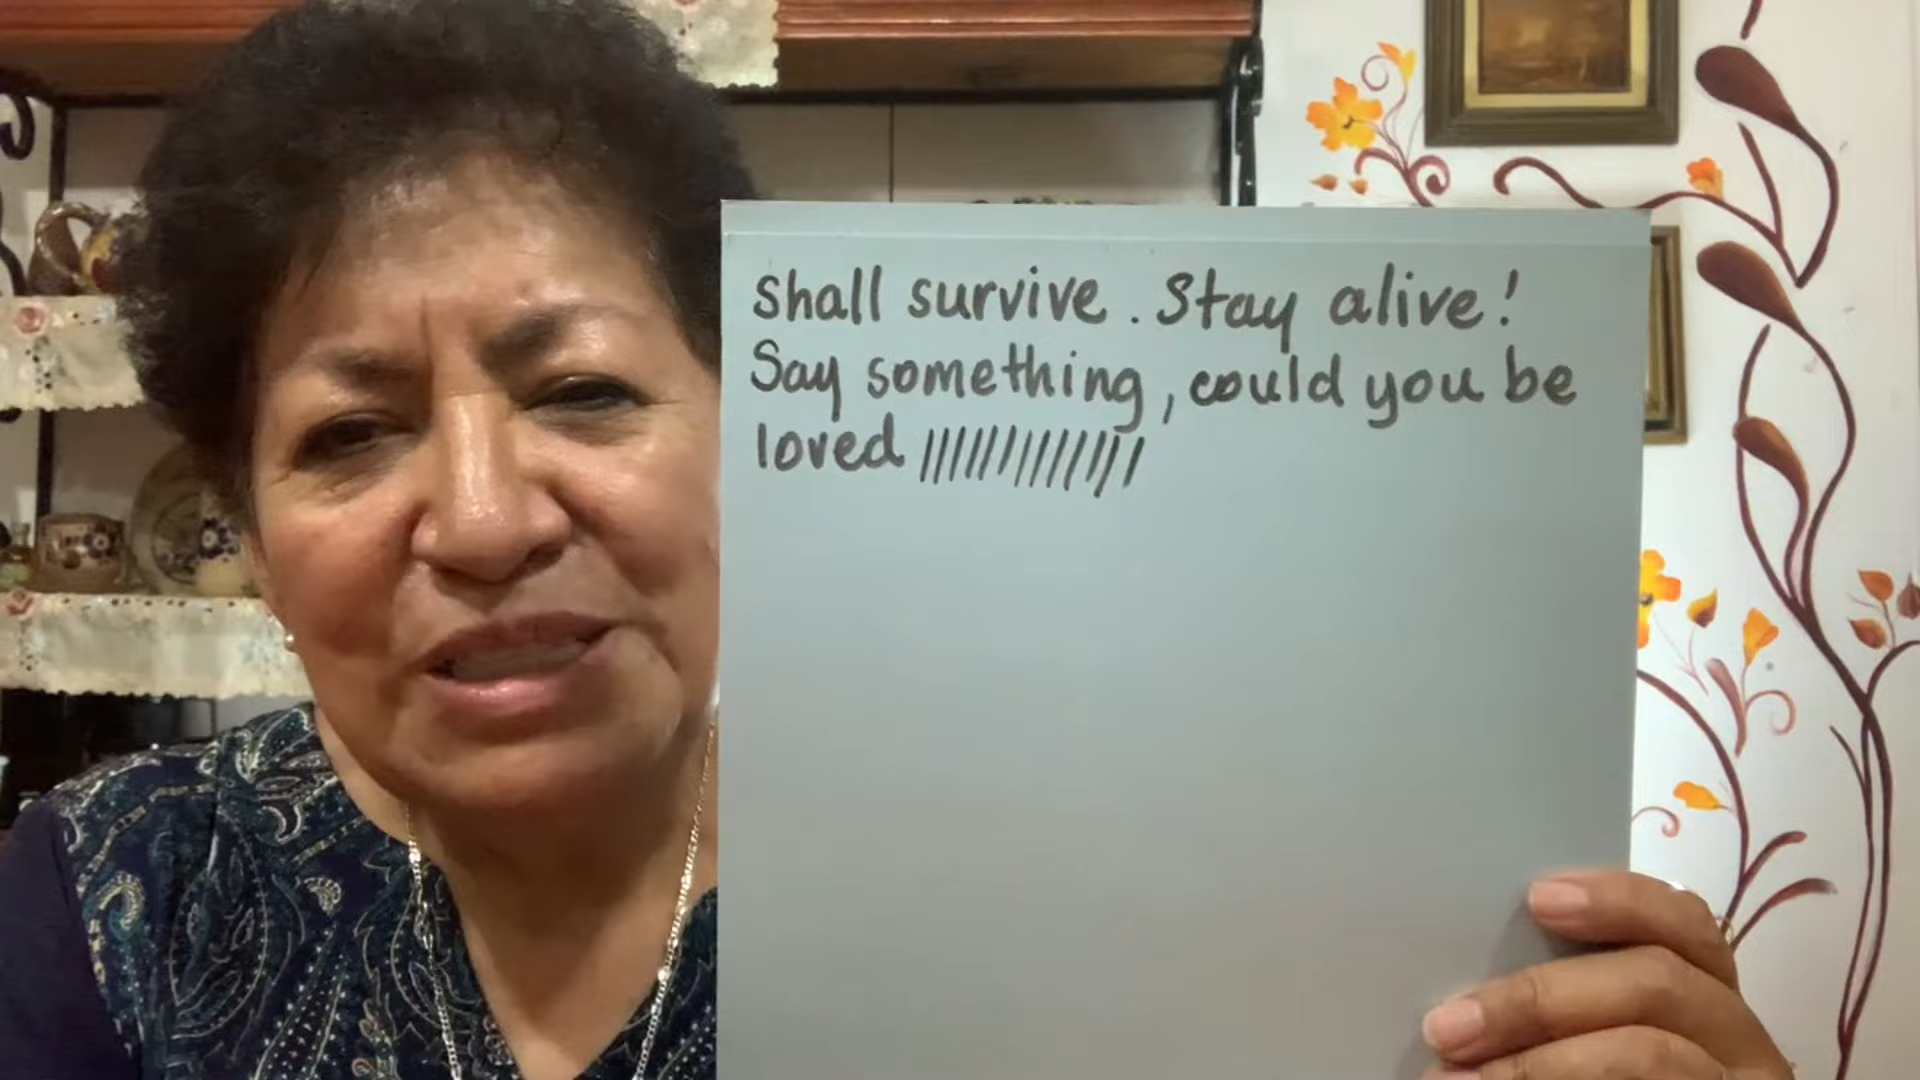 shall survive. Stay alive!
Say something, could you be
loved /////////////